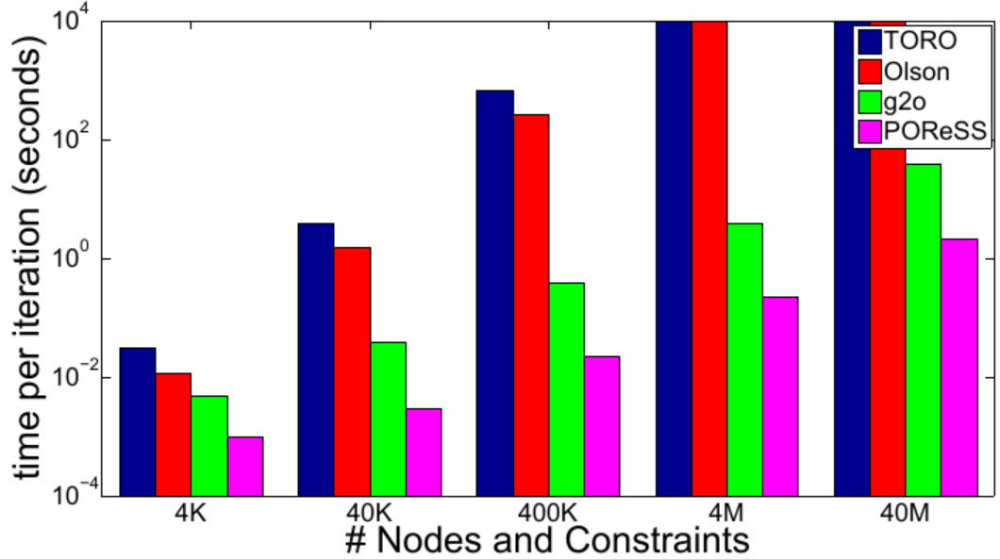 time per iteration (seconds)
10^4
10^2
10^0
10^−2
10^−4
TORO
Olson
g2o
POReSS
4K 40K 400K 4M 40M
# Nodes and Constraints